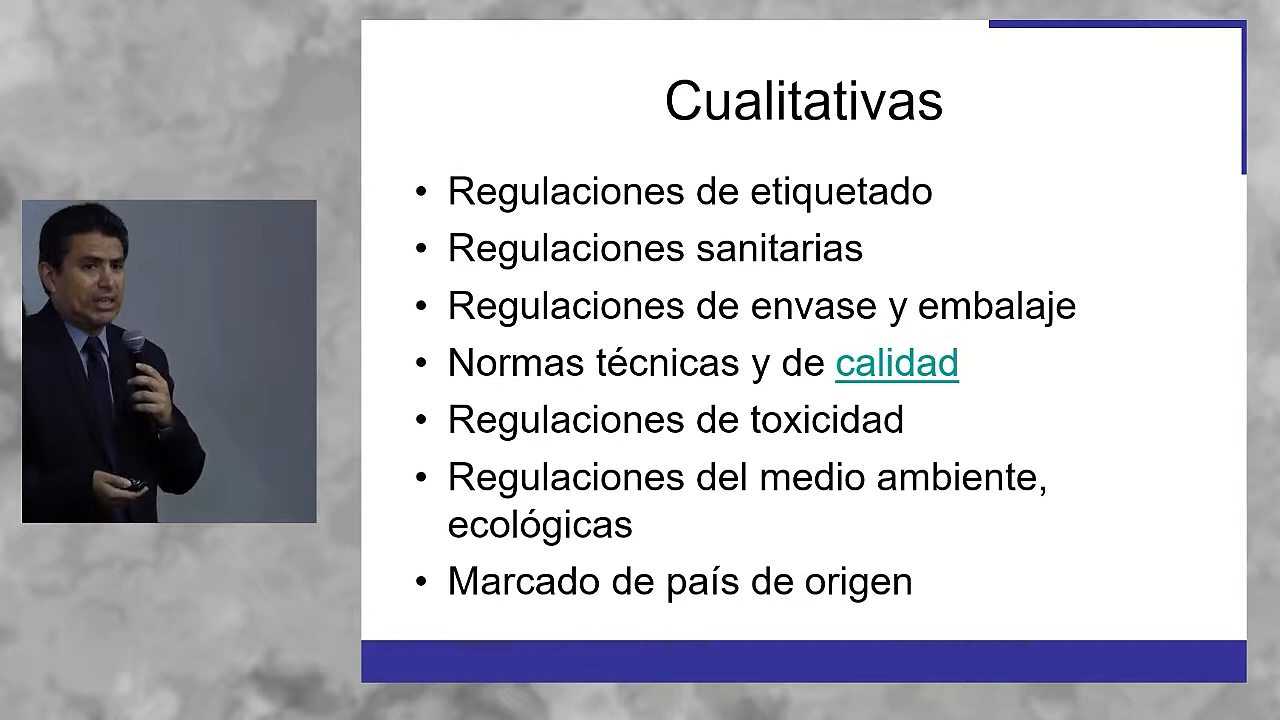 Cualitativas
• Regulaciones de etiquetado
• Regulaciones sanitarias
• Regulaciones de envase y embalaje
• Normas técnicas y de calidad
• Regulaciones de toxicidad
• Regulaciones del medio ambiente,
ecológicas
• Marcado de país de origen